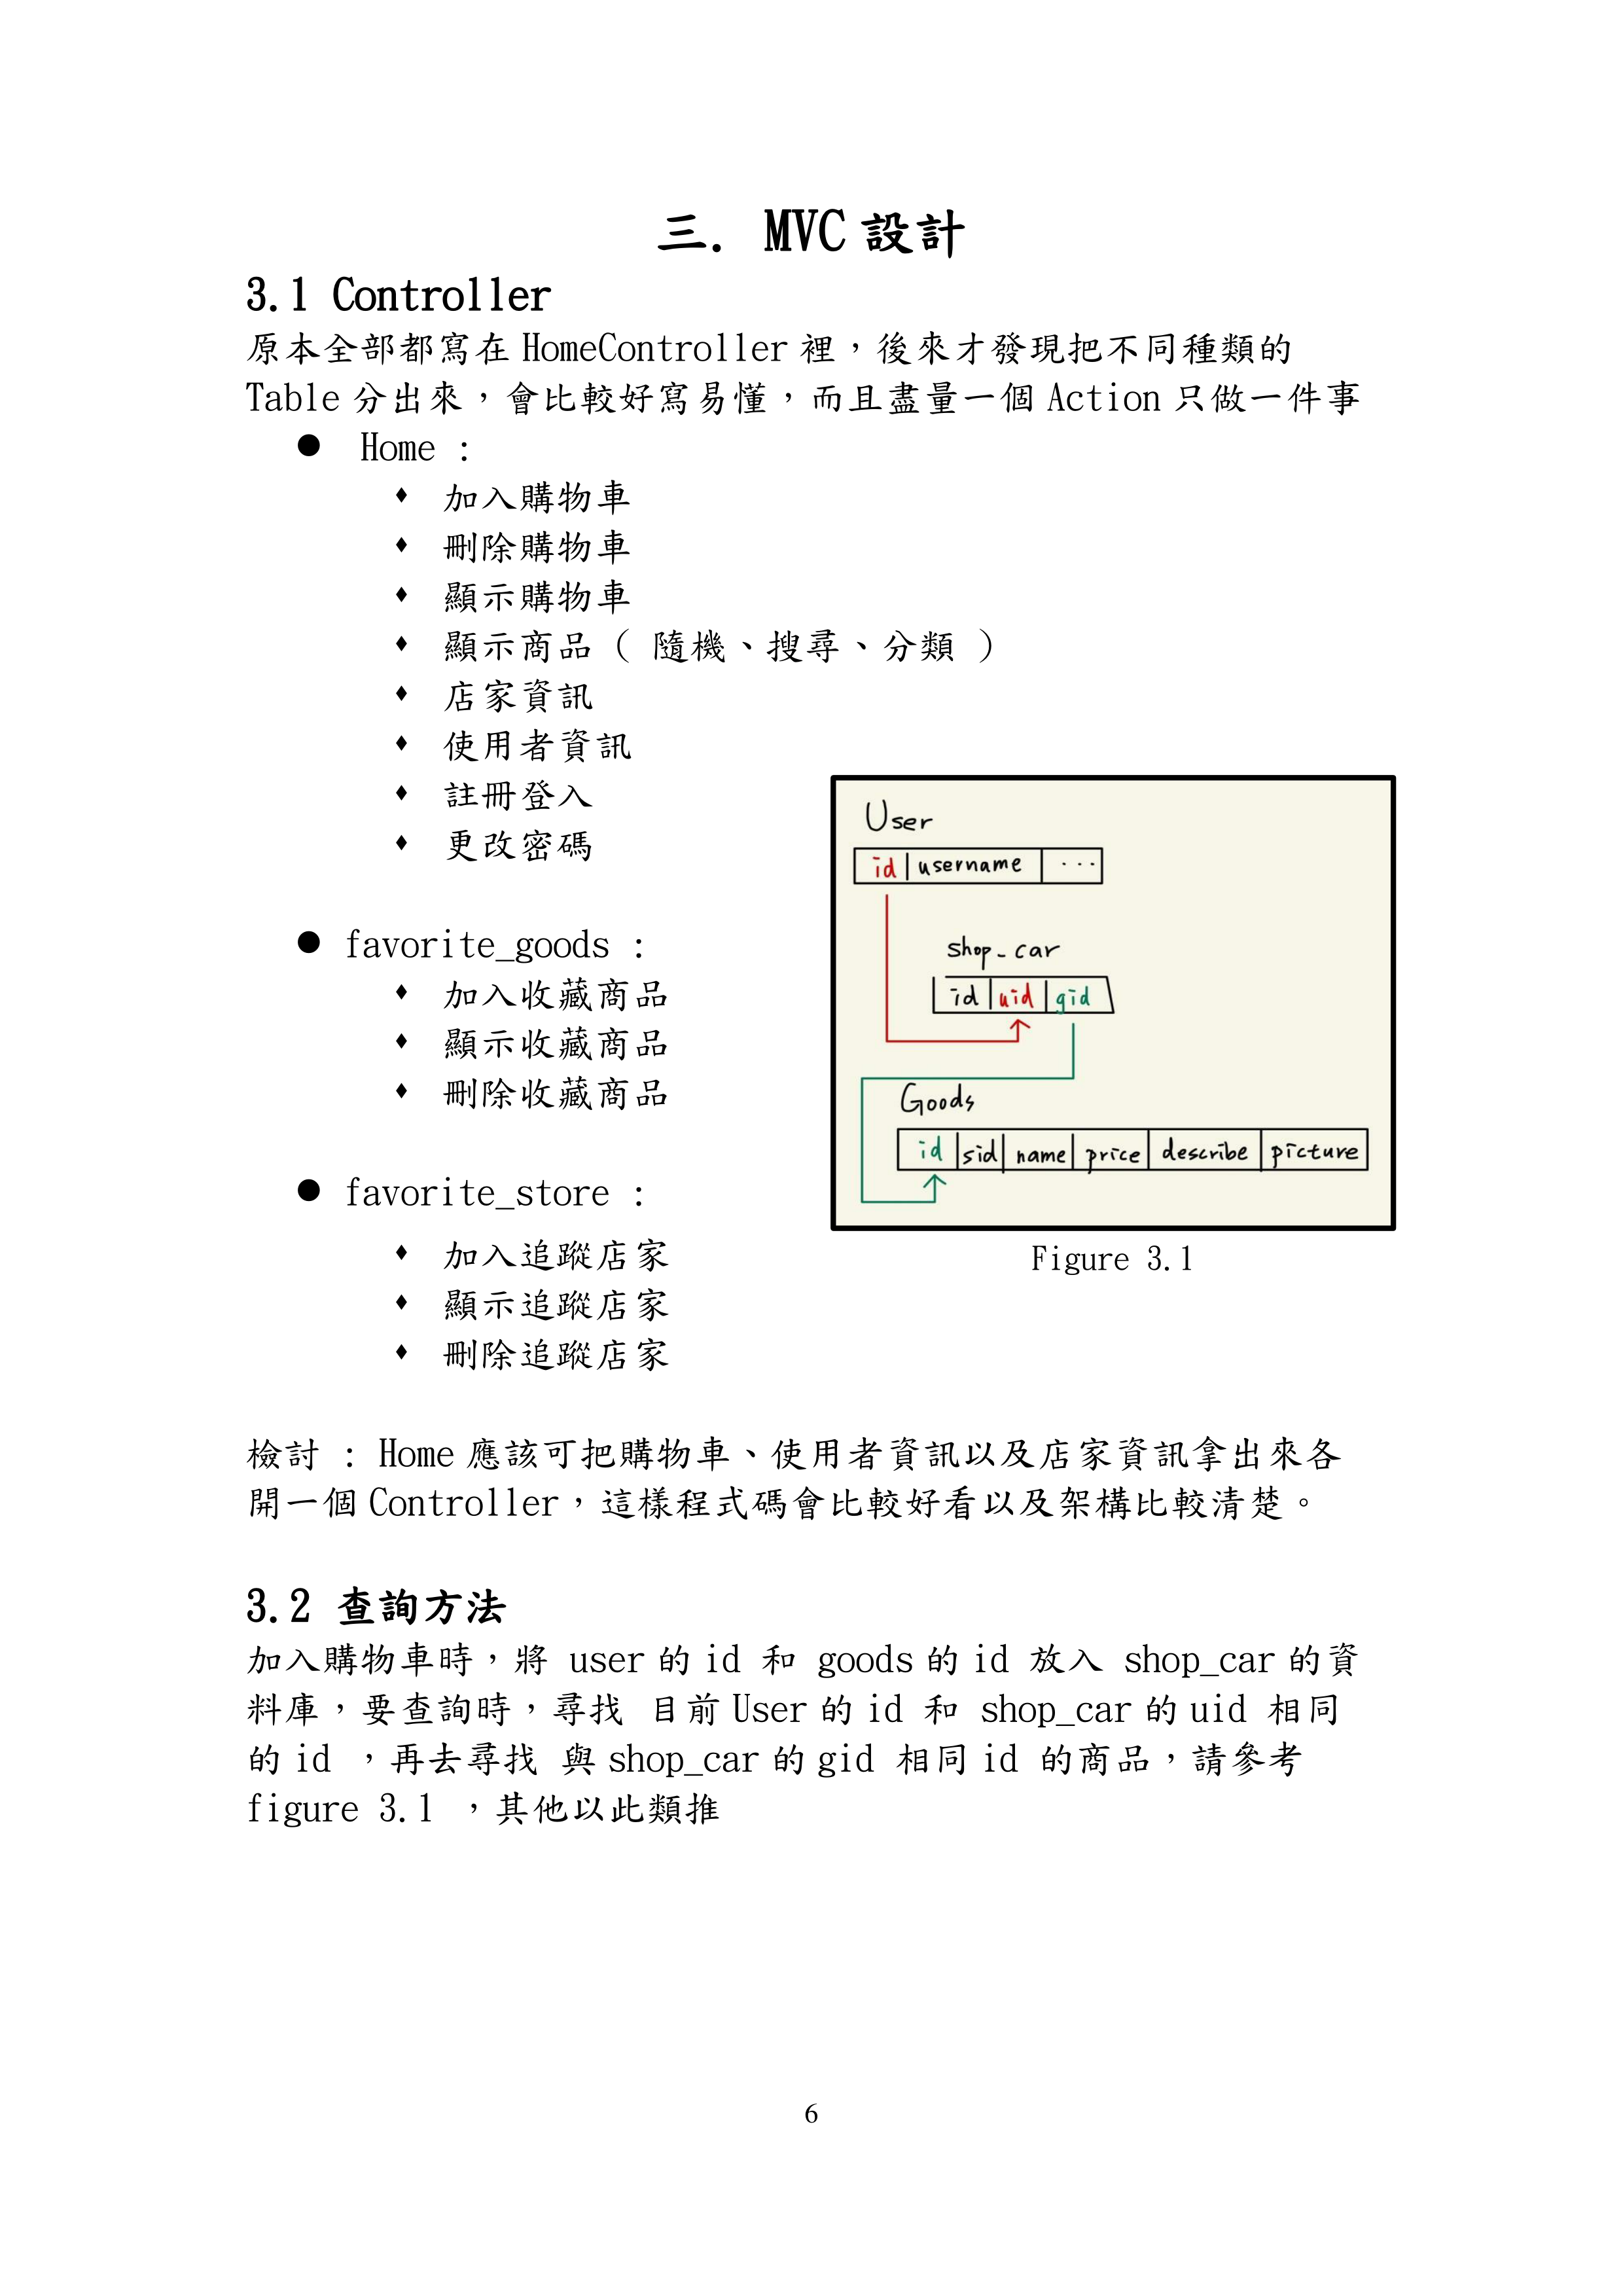 三. MVC 設計
3.1 Controller
原本全部都寫在 HomeController 裡，後來才發現把不同種類的
Table 分出來，會比較好寫易懂，而且盡量一個 Action 只做一件事
● Home :
♦ 加入購物車
♦ 刪除購物車
♦ 顯示購物車
♦ 顯示商品 ( 隨機、搜尋、分類 )
♦ 店家資訊
♦ 使用者資訊
♦ 註冊登入
♦ 更改密碼
● favorite_goods :
♦ 加入收藏商品
♦ 顯示收藏商品
♦ 刪除收藏商品
● favorite_store :
♦ 加入追蹤店家
♦ 顯示追蹤店家
♦ 刪除追蹤店家
User
id username ...
shop_car
id uid gid
Goods
id sid name price describe picture
Figure 3.1
檢討 : Home 應該可把購物車、使用者資訊以及店家資訊拿出來各
開一個 Controller，這樣程式碼會比較好看以及架構比較清楚。
3.2 查詢方法
加入購物車時，將 user 的 id 和 goods 的 id 放入 shop_car 的資
料庫，要查詢時，尋找 目前 User 的 id 和 shop_car 的 uid 相同
的 id ，再去尋找 與 shop_car 的 gid 相同 id 的商品，請參考
figure 3.1 ，其他以此類推
6